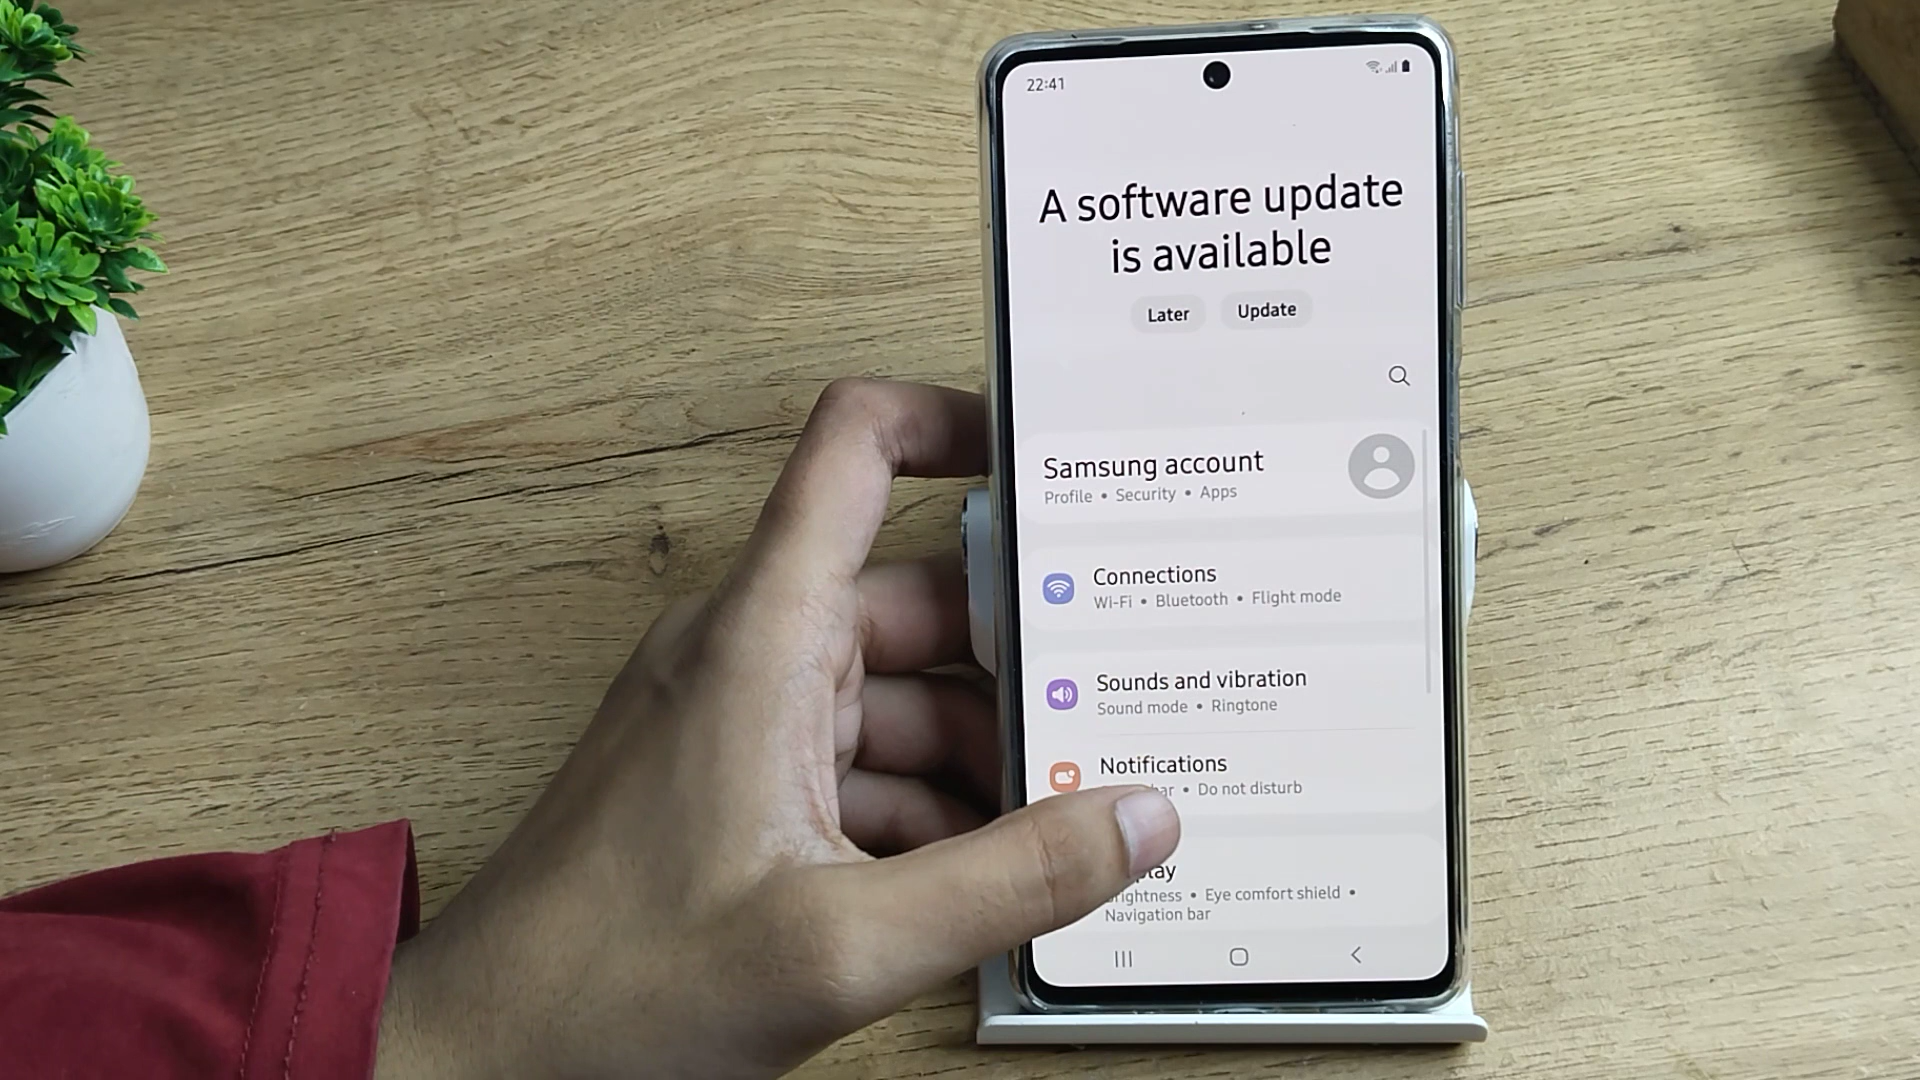 22:41
A software update
is available
Later Update
Samsung account
Profile • Security • Apps
Connections
Wi-Fi • Bluetooth • Flight mode
Sounds and vibration
Sound mode • Ringtone
Notifications
• Do not disturb
• Eye comfort shield •
Navigation bar